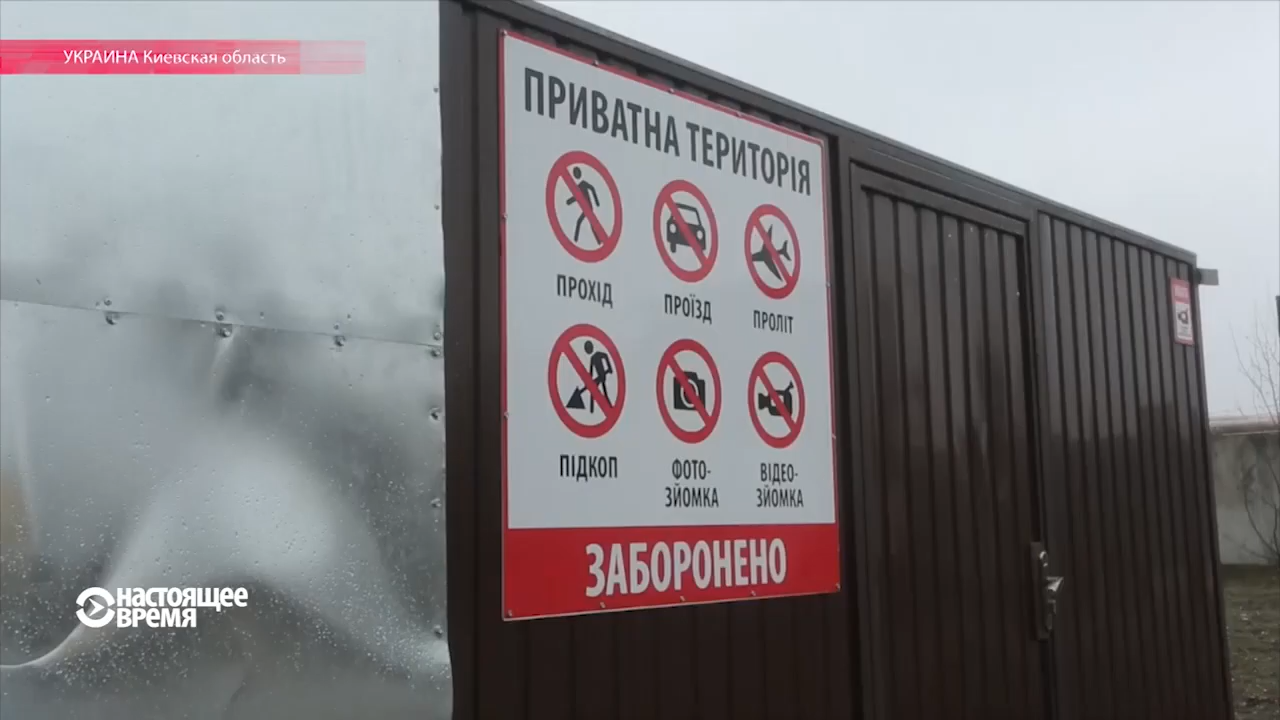 УКРАИНА Киевская область
ПРИВАТНА ТЕРИТОРІЯ
ПРОХІД
ПРОЇЗД
ПРОЛІТ
ПІДКОП
ФОТО-
ЗЙОМКА
ВІДЕО-
ЗЙОМКА
ЗАБОРОНЕНО
НАСТОЯЩЕЕ
ВРЕМЯ